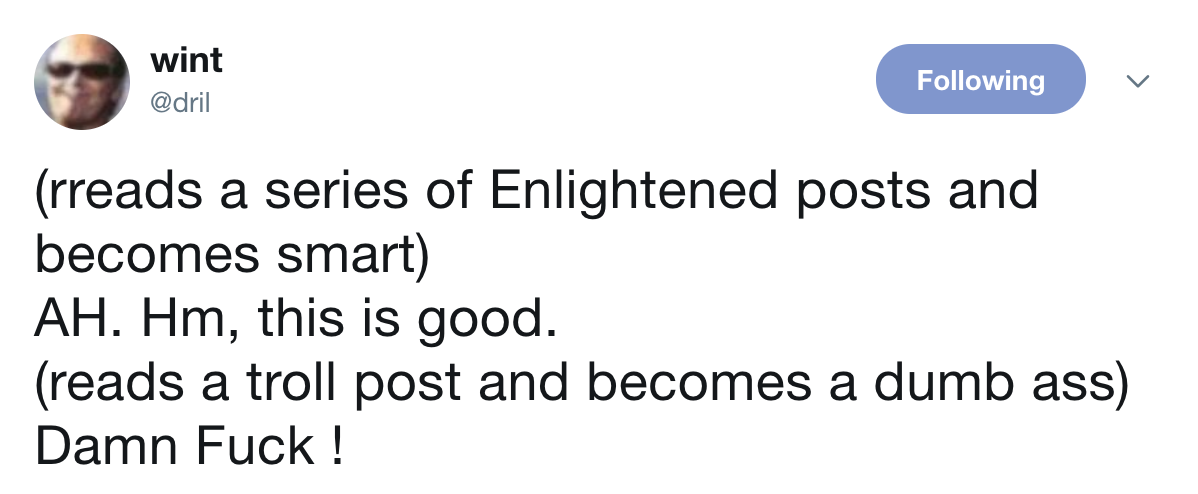 wint
@dril
Following
(rreads a series of Enlightened posts and
becomes smart)
AH. Hm, this is good.
(reads a troll post and becomes a dumb ass)
Damn Fuck !